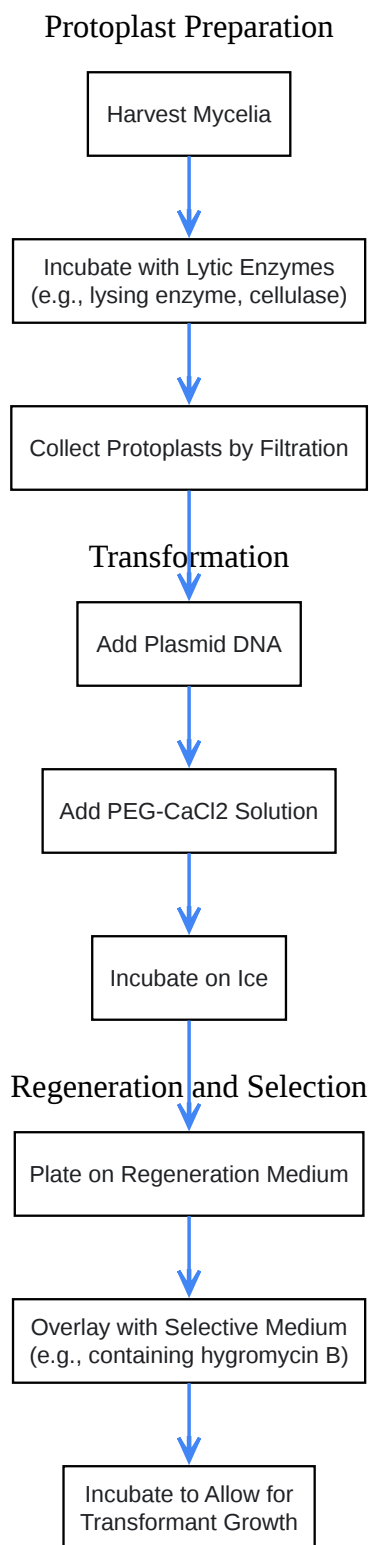 Protoplast Preparation
Harvest Mycelia
Incubate with Lytic Enzymes
(e.g., lysing enzyme, cellulase)
Collect Protoplasts by Filtration
Transformation
Add Plasmid DNA
Add PEG-CaCl2 Solution
Incubate on Ice
Regeneration and Selection
Plate on Regeneration Medium
Overlay with Selective Medium
(e.g., containing hygromycin B)
Incubate to Allow for
Transformant Growth